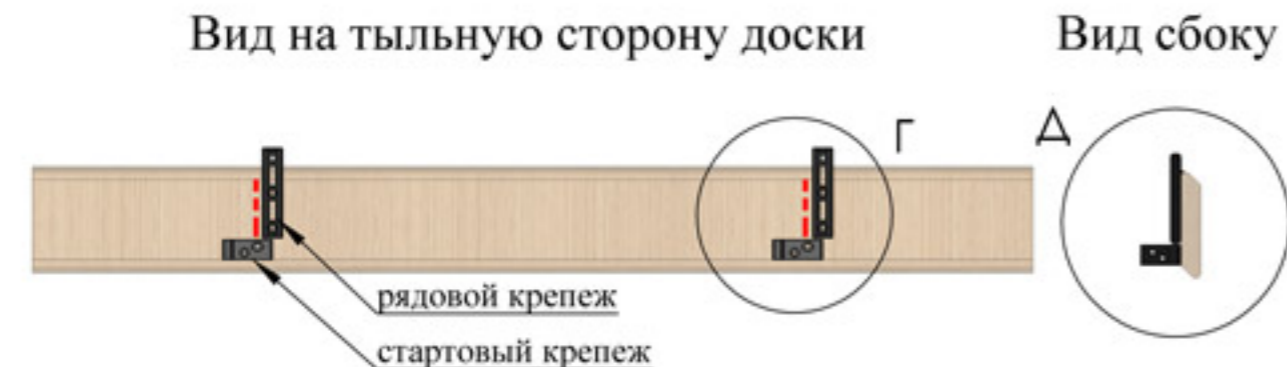 Вид на тыльную сторону доски
Вид сбоку
Г
Д
рядовой крепеж
стартовый крепеж